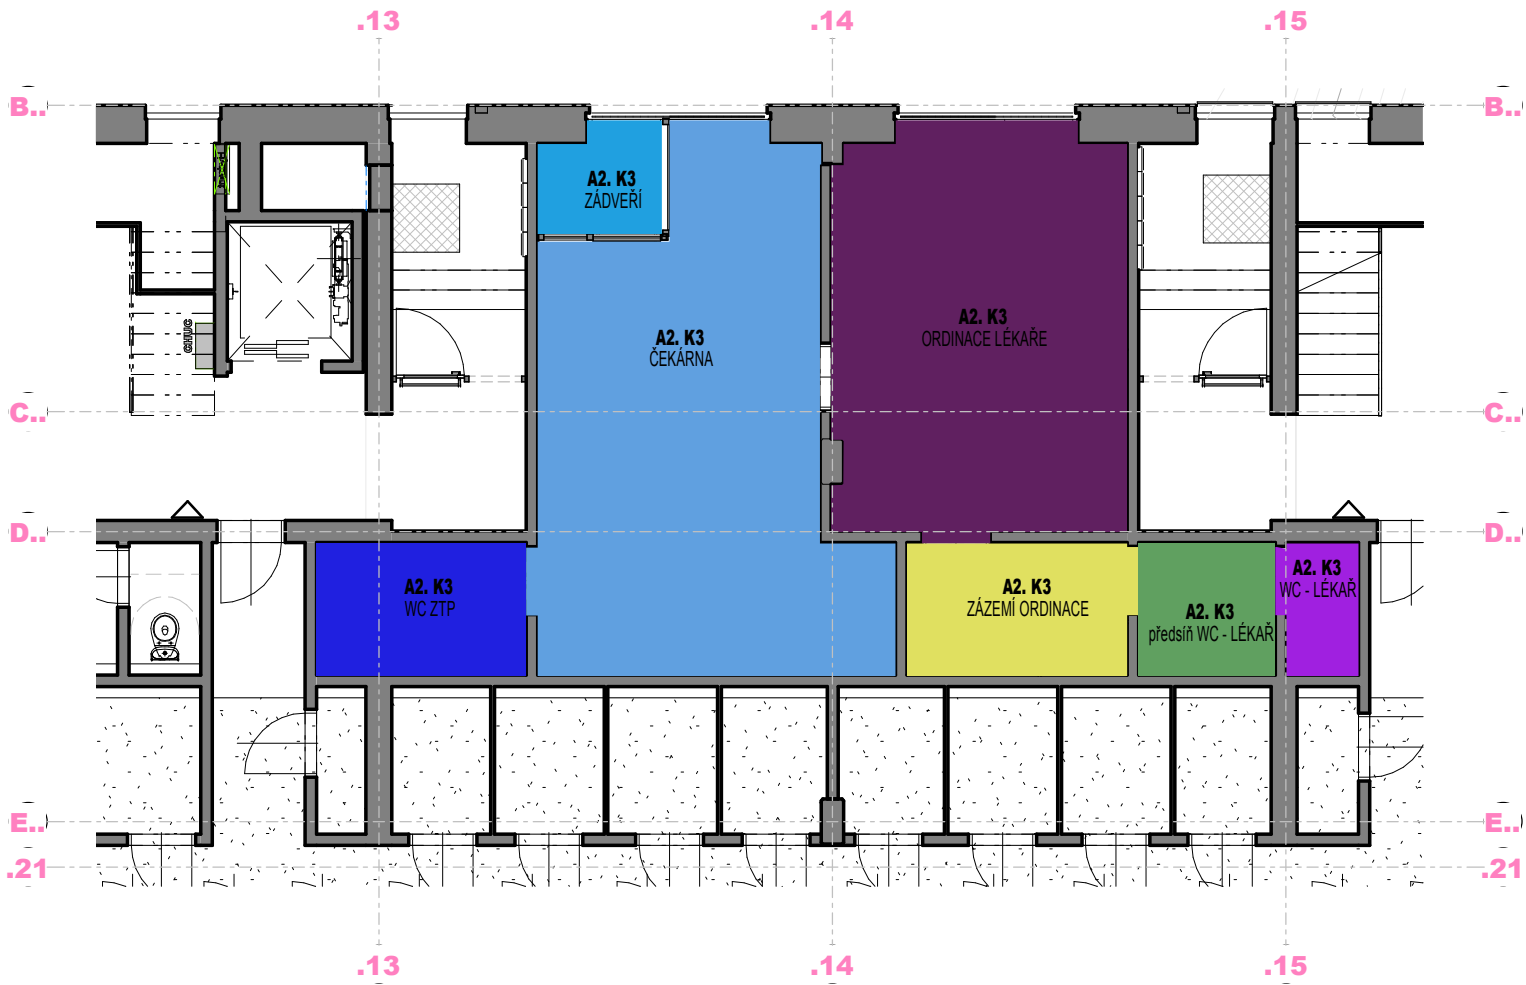 .13 .14 .15
B.. B..
A2. K3
ZÁDVEŘÍ
A2. K3
ORDINACE LÉKAŘE
A2. K3
ČEKÁRNA
CHUC
C.. C..
D.. D..
A2. K3
WC ZTP
A2. K3
ZÁZEMÍ ORDINACE
A2. K3
předsíň WC - LÉKAŘ
A2. K3
WC - LÉKAŘ
E.. E..
.21 .21
.13 .14 .15